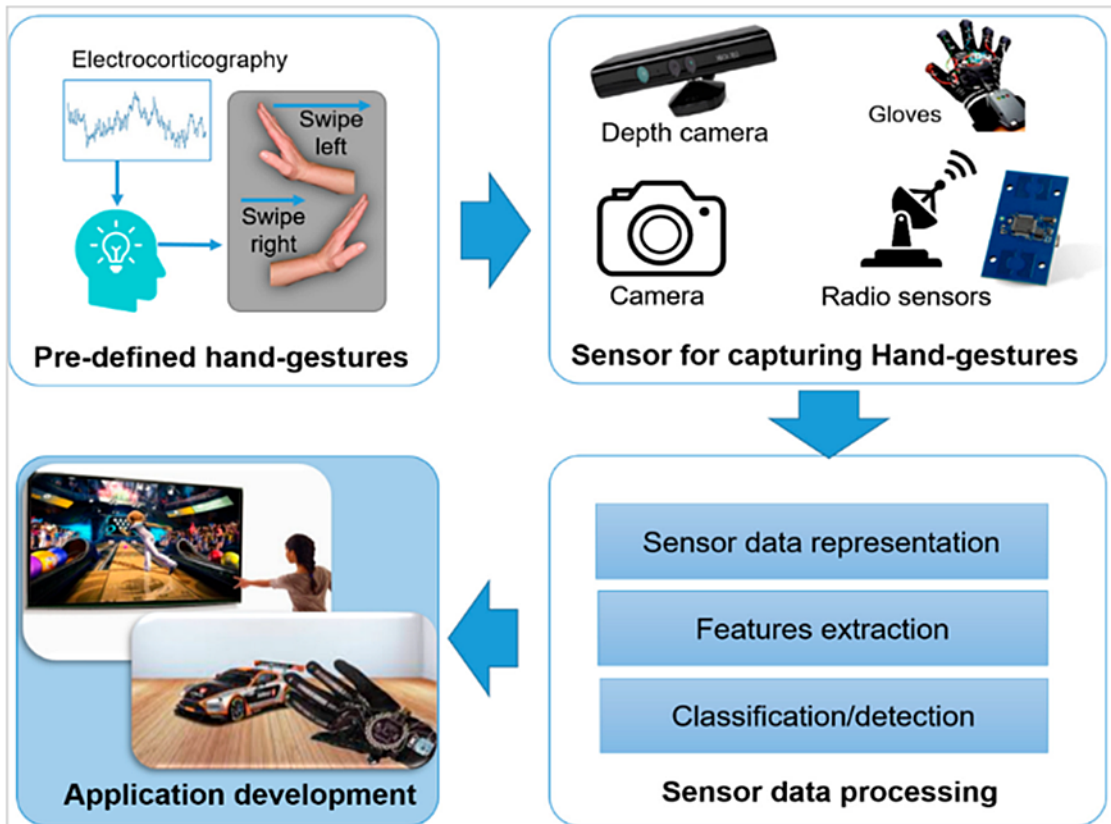 Electrocorticography
Swipe
left
Swipe
right
Pre-defined hand-gestures
Depth camera
Gloves
Camera
Radio sensors
Sensor for capturing Hand-gestures
Sensor data representation
Features extraction
Classification/detection
Sensor data processing
Application development